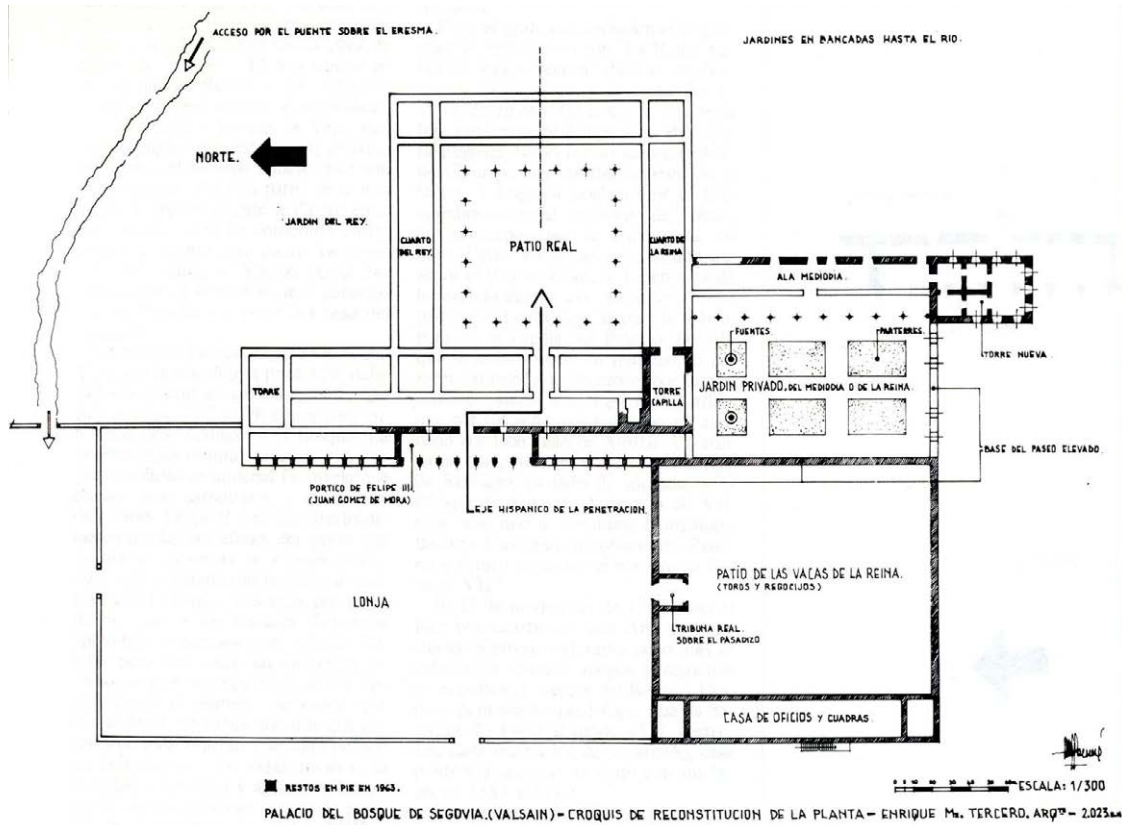 ACCESO POR EL PUENTE SOBRE EL ERESMA.
JARDINES EN BANCADAS HASTA EL RIO.
NORTE.
JARDIN DEL REY.
CUARTO
DEL REY.
PATIO REAL
CUARTO DE
LA REINA
ALA MEDIODIA.
FUENTES.
PARTERRES.
TORRE NUEVA.
TORRE
TORRE
CAPILLA.
JARDIN PRIVADO, DEL MEDIODIA O DE LA REINA.
BASE DEL PASEO ELEVADO.
PORTICO DE FELIPE III
(JUAN GOMEZ DE MORA)
EJE HISPANICO DE LA PENETRACION.
LONJA
PATIO DE LAS VACAS DE LA REINA.
(TOROS Y REGOCIJOS)
TRIBUNA REAL.
SOBRE EL PASADIZO
CASA DE OFICIOS Y CUADRAS.
RESTOS EN PIE EN 1963.
ESCALA: 1/300
PALACIO DEL BOSQUE DE SEGOVIA.(VALSAIN)-CROQUIS DE RECONSTITUCION DE LA PLANTA- ENRIQUE Mª. TERCERO. ARQTO - 2.023